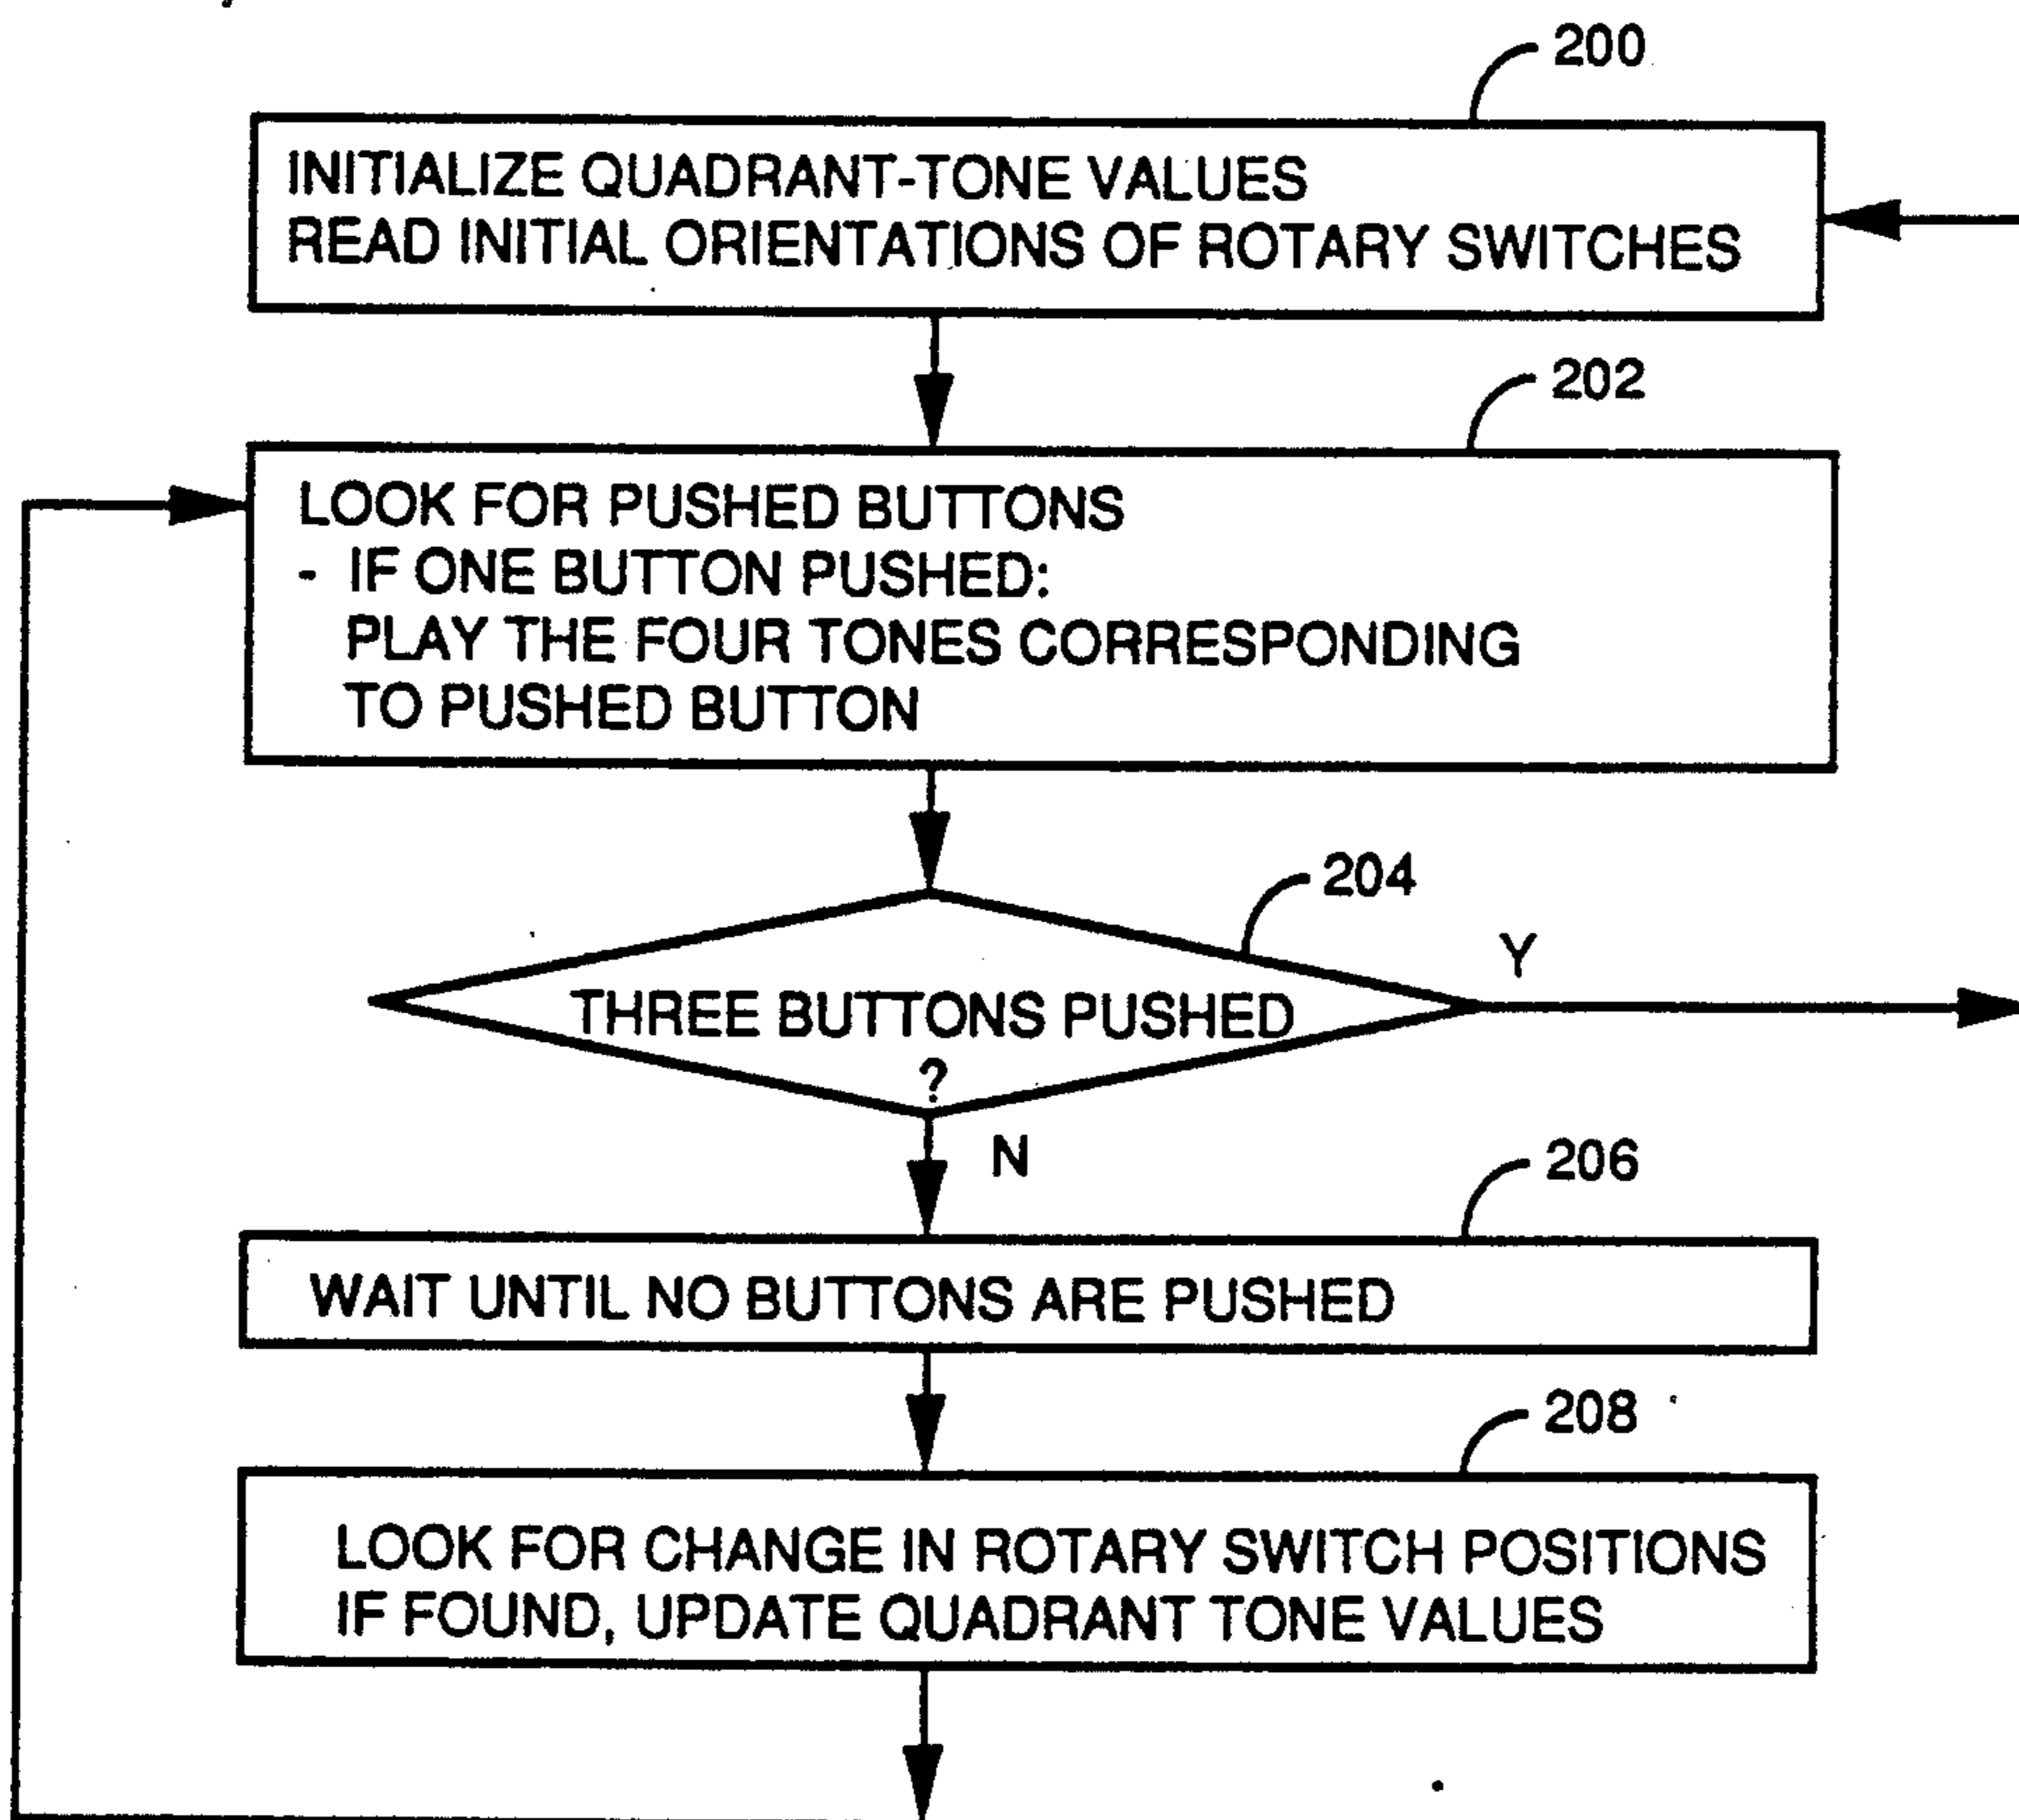 200
INITIALIZE QUADRANT-TONE VALUES
READ INITIAL ORIENTATIONS OF ROTARY SWITCHES
202
LOOK FOR PUSHED BUTTONS
- IF ONE BUTTON PUSHED:
PLAY THE FOUR TONES CORRESPONDING
TO PUSHED BUTTON
204
Y
THREE BUTTONS PUSHED
?
N
206
WAIT UNTIL NO BUTTONS ARE PUSHED
208
LOOK FOR CHANGE IN ROTARY SWITCH POSITIONS
IF FOUND, UPDATE QUADRANT TONE VALUES